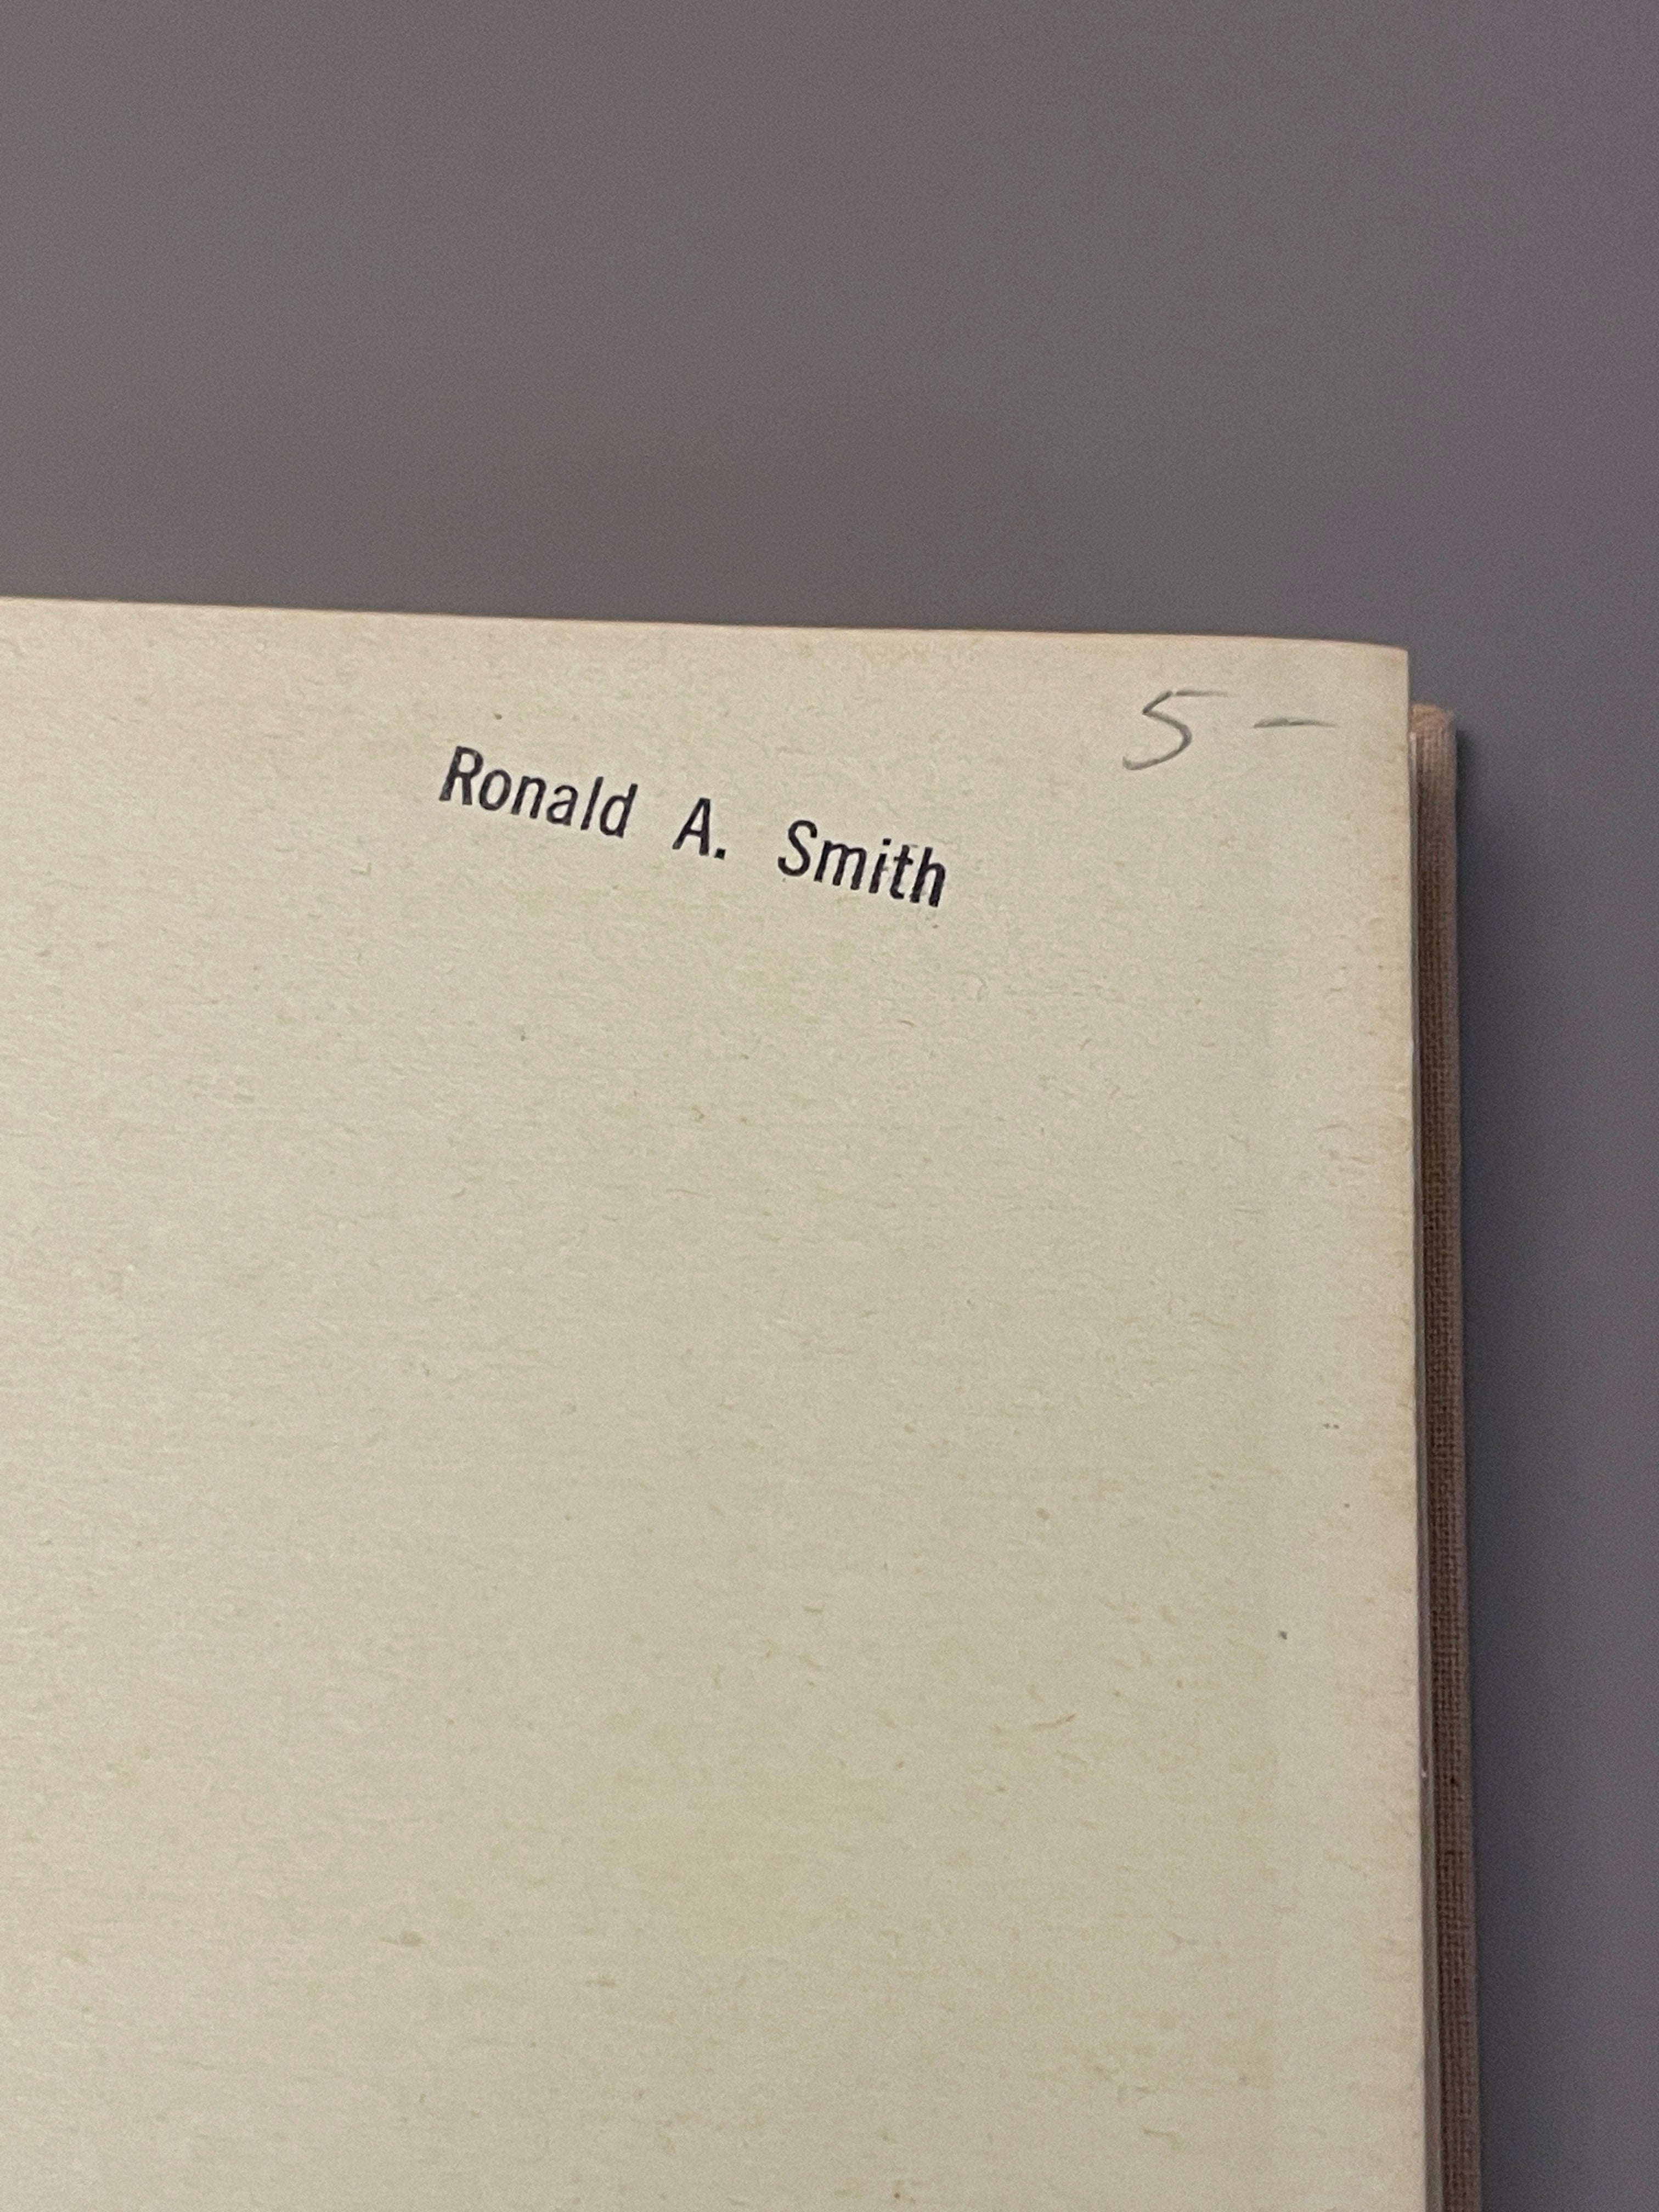 5 -
Ronald A. Smith